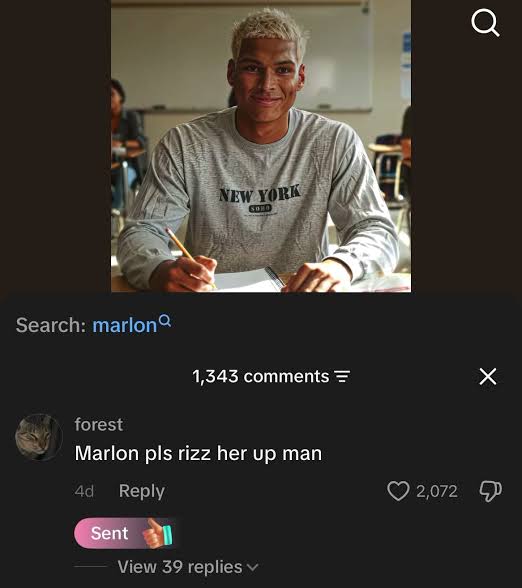 NEW YORK
SOHO
Search: marlon
1,343 comments
forest
Marlon pls rizz her up man
4d Reply 2,072
Sent
View 39 replies